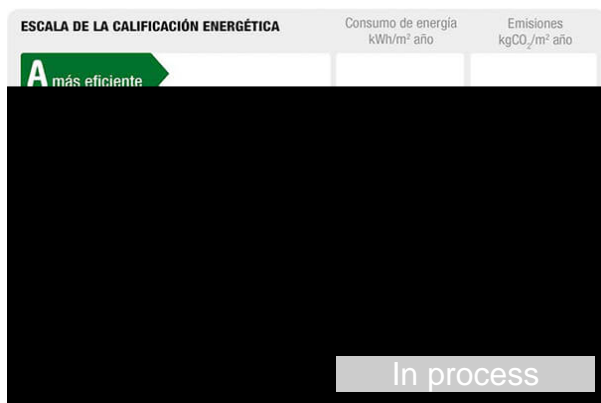 ESCALA DE LA CALIFICACIÓN ENERGÉTICA
Consumo de energía
kWh/m² año
Emisiones
kgCO₂/m² año
A más eficiente
In process